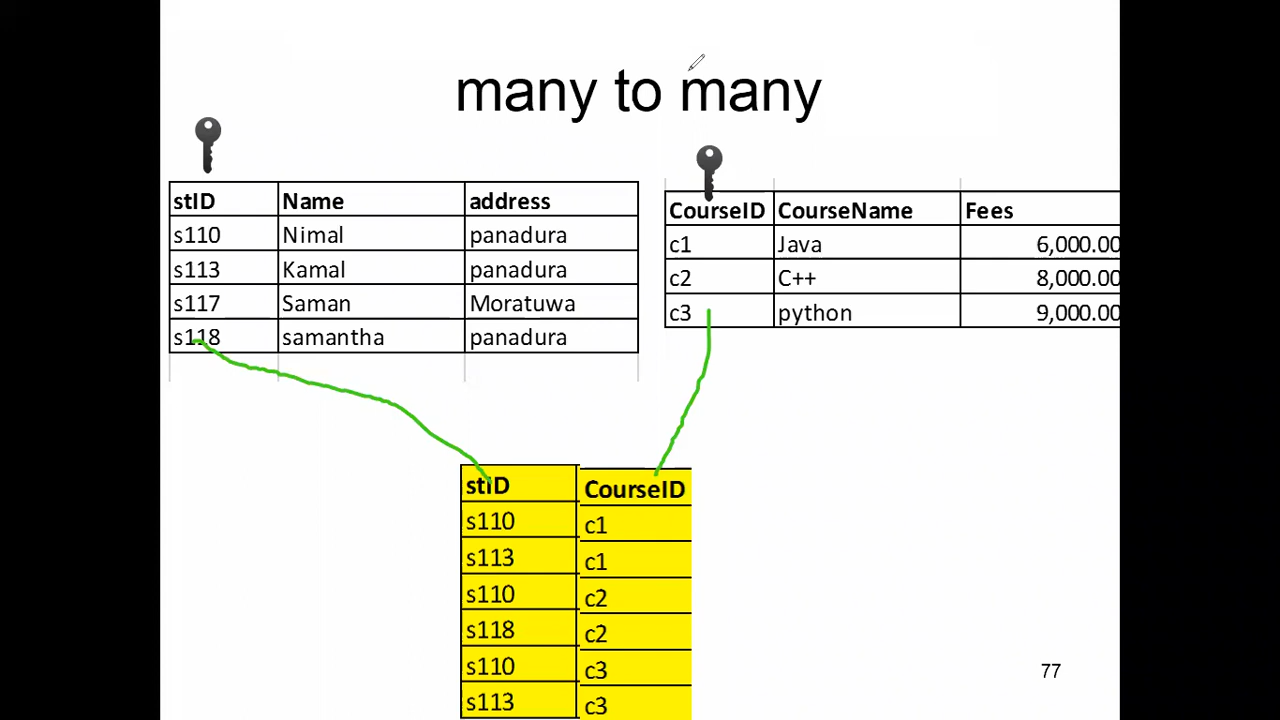 many to many
stID Name address
s110 Nimal panadura
s113 Kamal panadura
s117 Saman Moratuwa
s118 samantha panadura
CourseID CourseName Fees
c1 Java 6,000.00
c2 C++ 8,000.00
c3 python 9,000.00
stID CourseID
s110 c1
s113 c1
s110 c2
s118 c2
s110 c3
s113 c3
77